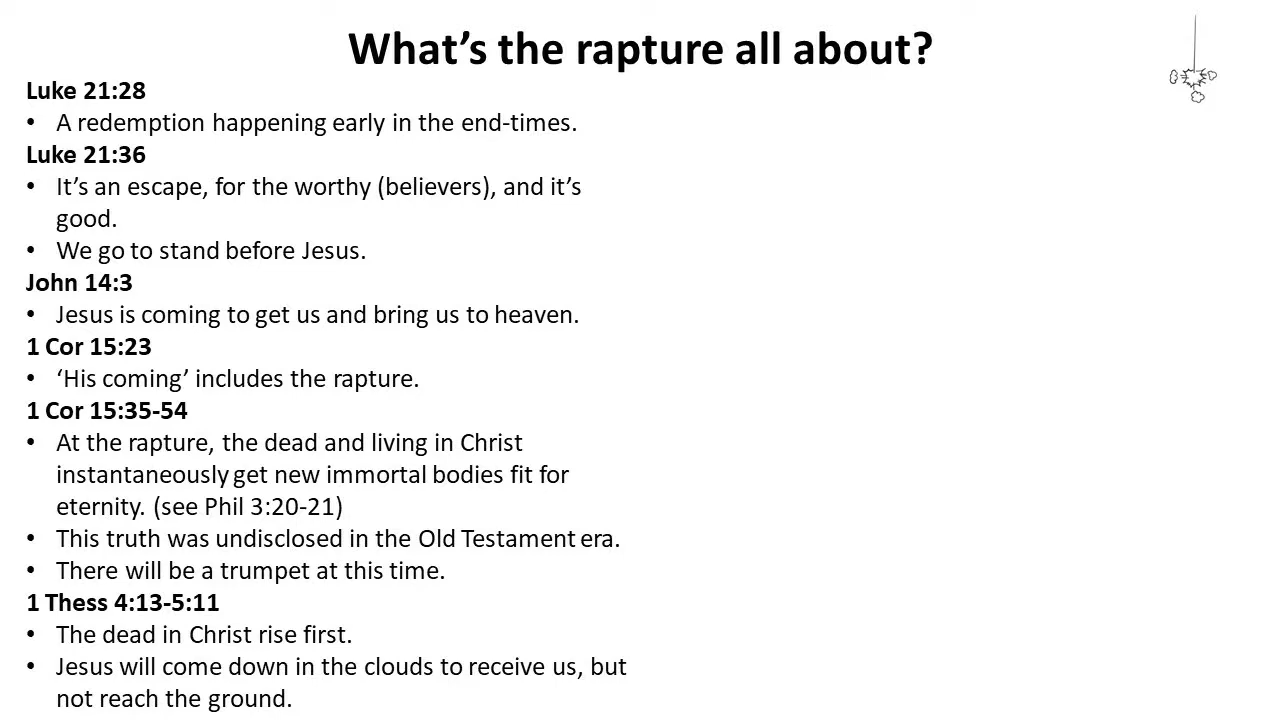 What’s the rapture all about?
Luke 21:28
• A redemption happening early in the end-times.
Luke 21:36
• It’s an escape, for the worthy (believers), and it’s
good.
• We go to stand before Jesus.
John 14:3
• Jesus is coming to get us and bring us to heaven.
1 Cor 15:23
• ‘His coming’ includes the rapture.
1 Cor 15:35-54
• At the rapture, the dead and living in Christ
instantaneously get new immortal bodies fit for
eternity. (see Phil 3:20-21)
• This truth was undisclosed in the Old Testament era.
• There will be a trumpet at this time.
1 Thess 4:13-5:11
• The dead in Christ rise first.
• Jesus will come down in the clouds to receive us, but
not reach the ground.